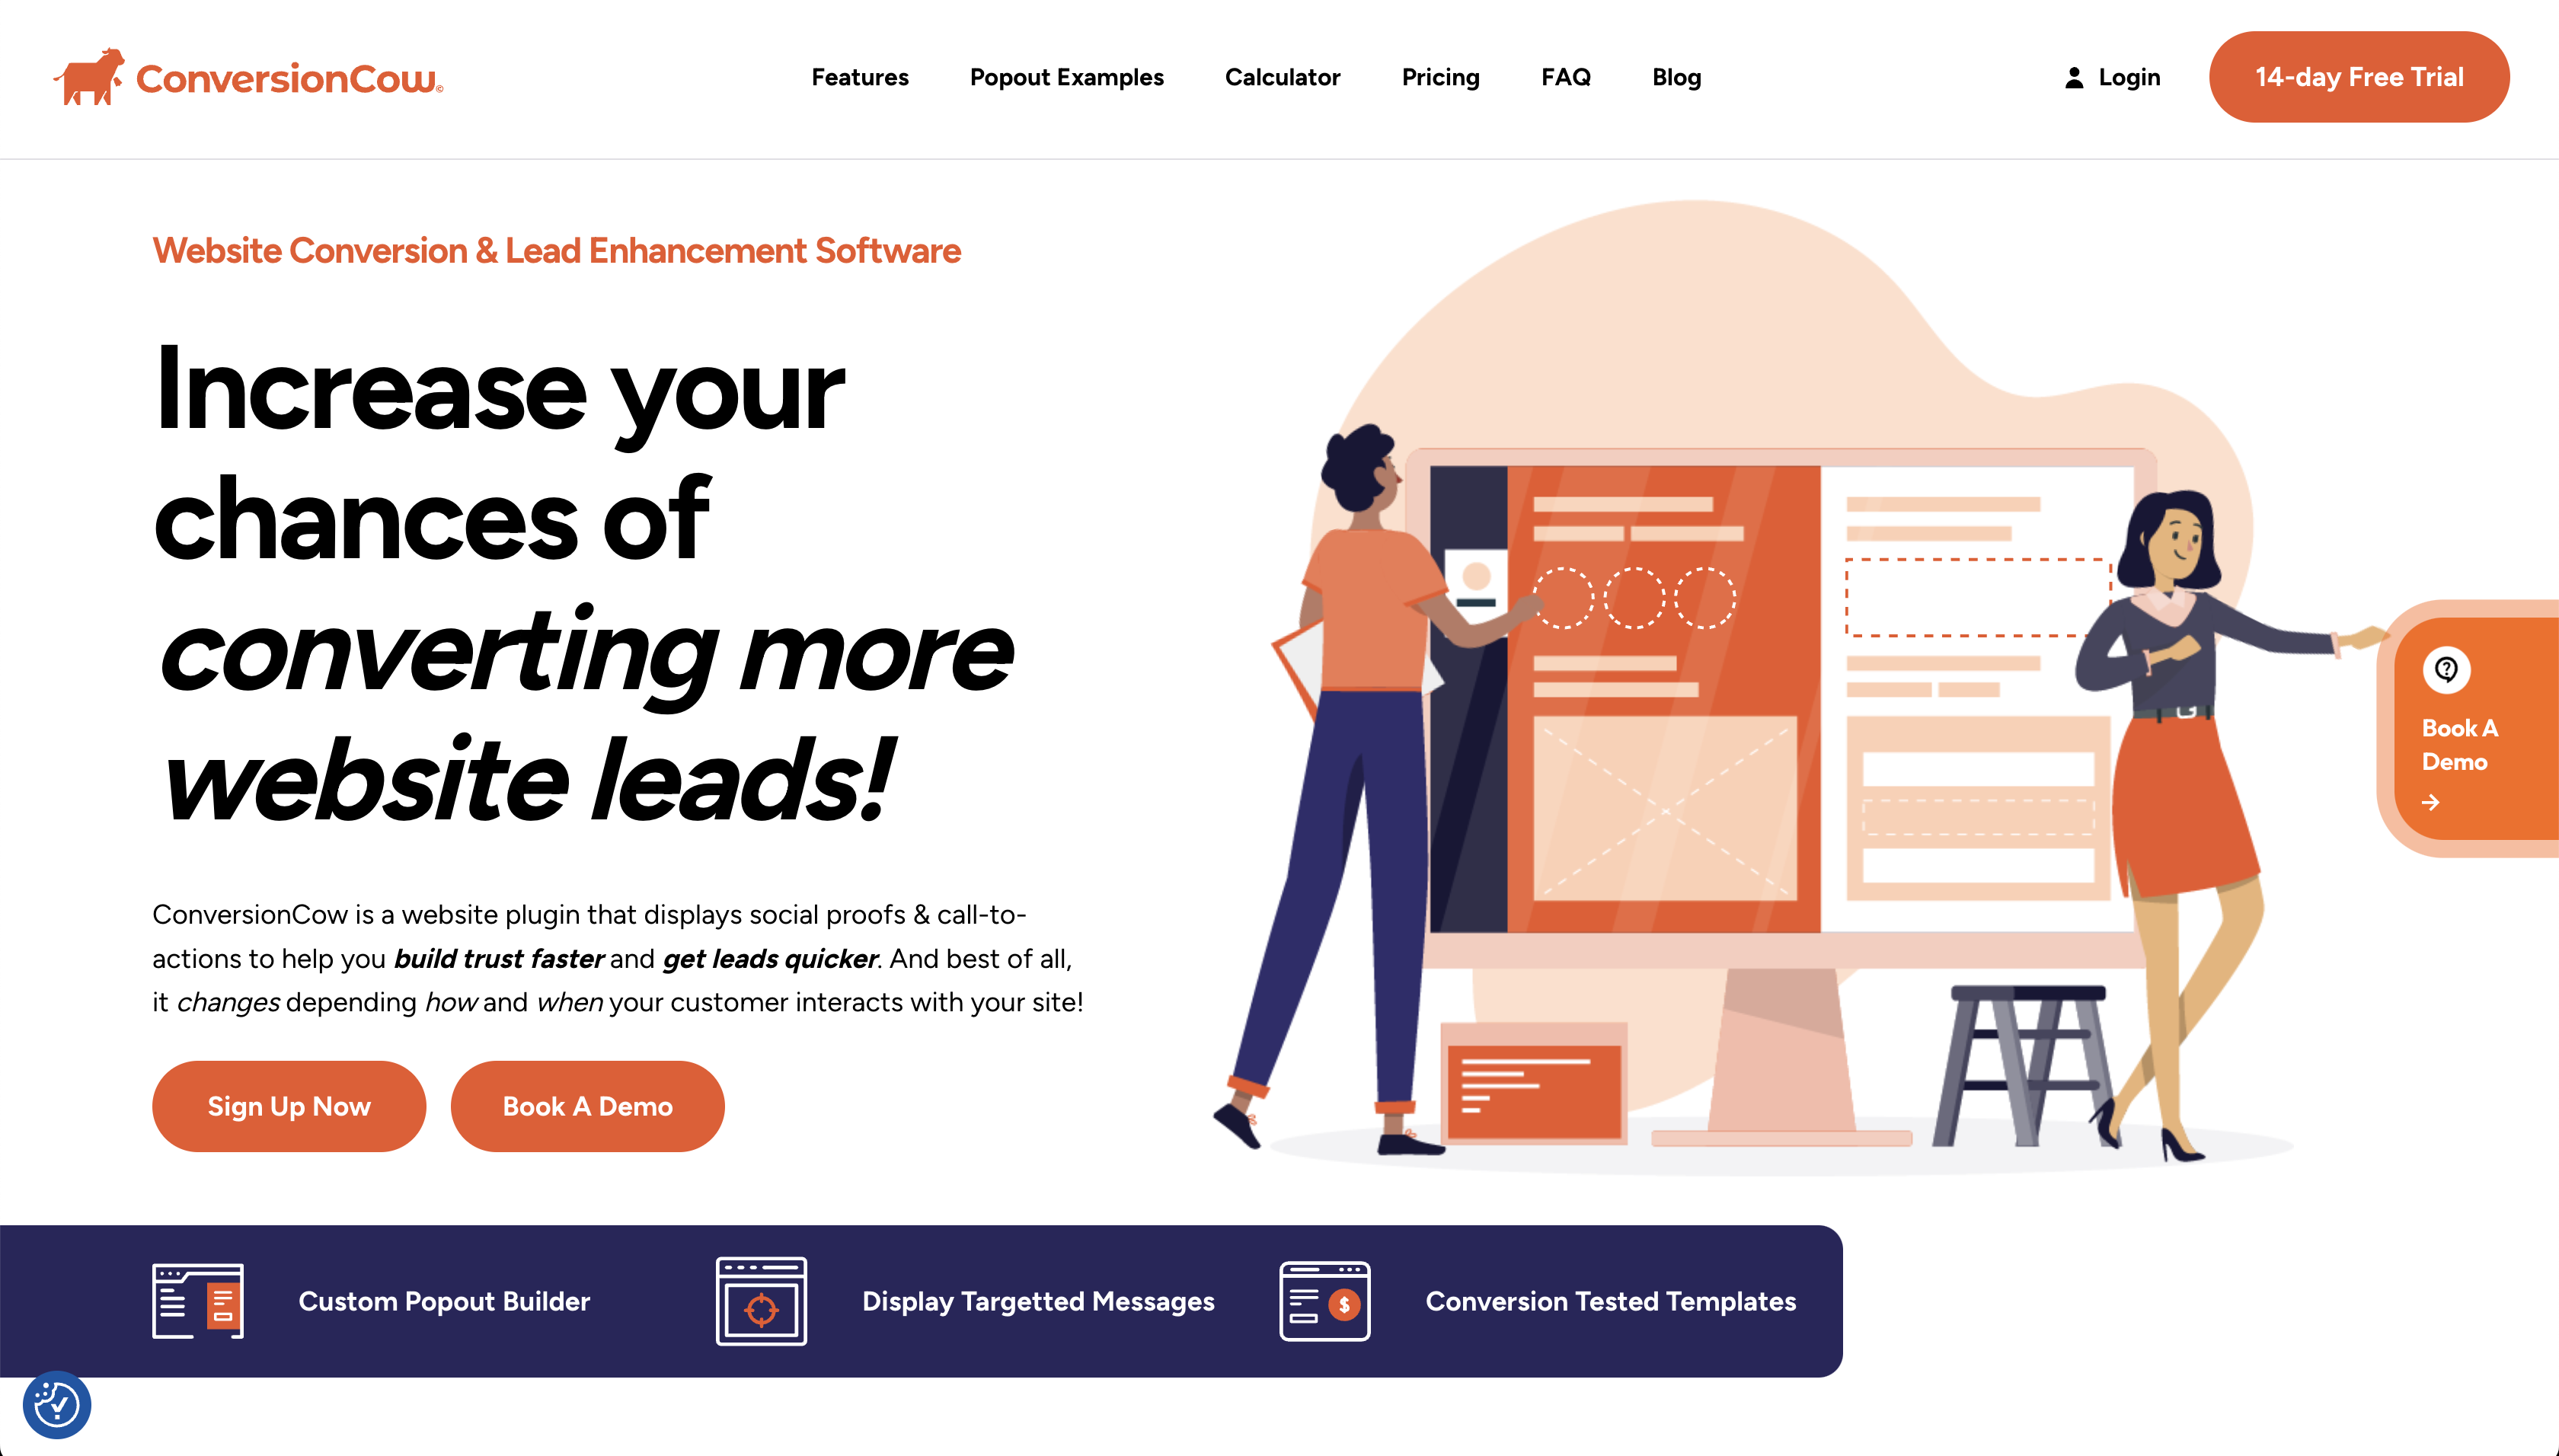 ConversionCow©
Features
Popout Examples
Calculator
Pricing
FAQ
Blog
Login
14-day Free Trial
Website Conversion & Lead Enhancement Software
Increase your
chances of
converting more
website leads!
ConversionCow is a website plugin that displays social proofs & call-to-
actions to help you build trust faster and get leads quicker. And best of all,
it changes depending how and when your customer interacts with your site!
Sign Up Now
Book A Demo
Book A
Demo
Custom Popout Builder
Display Targetted Messages
$
Conversion Tested Templates